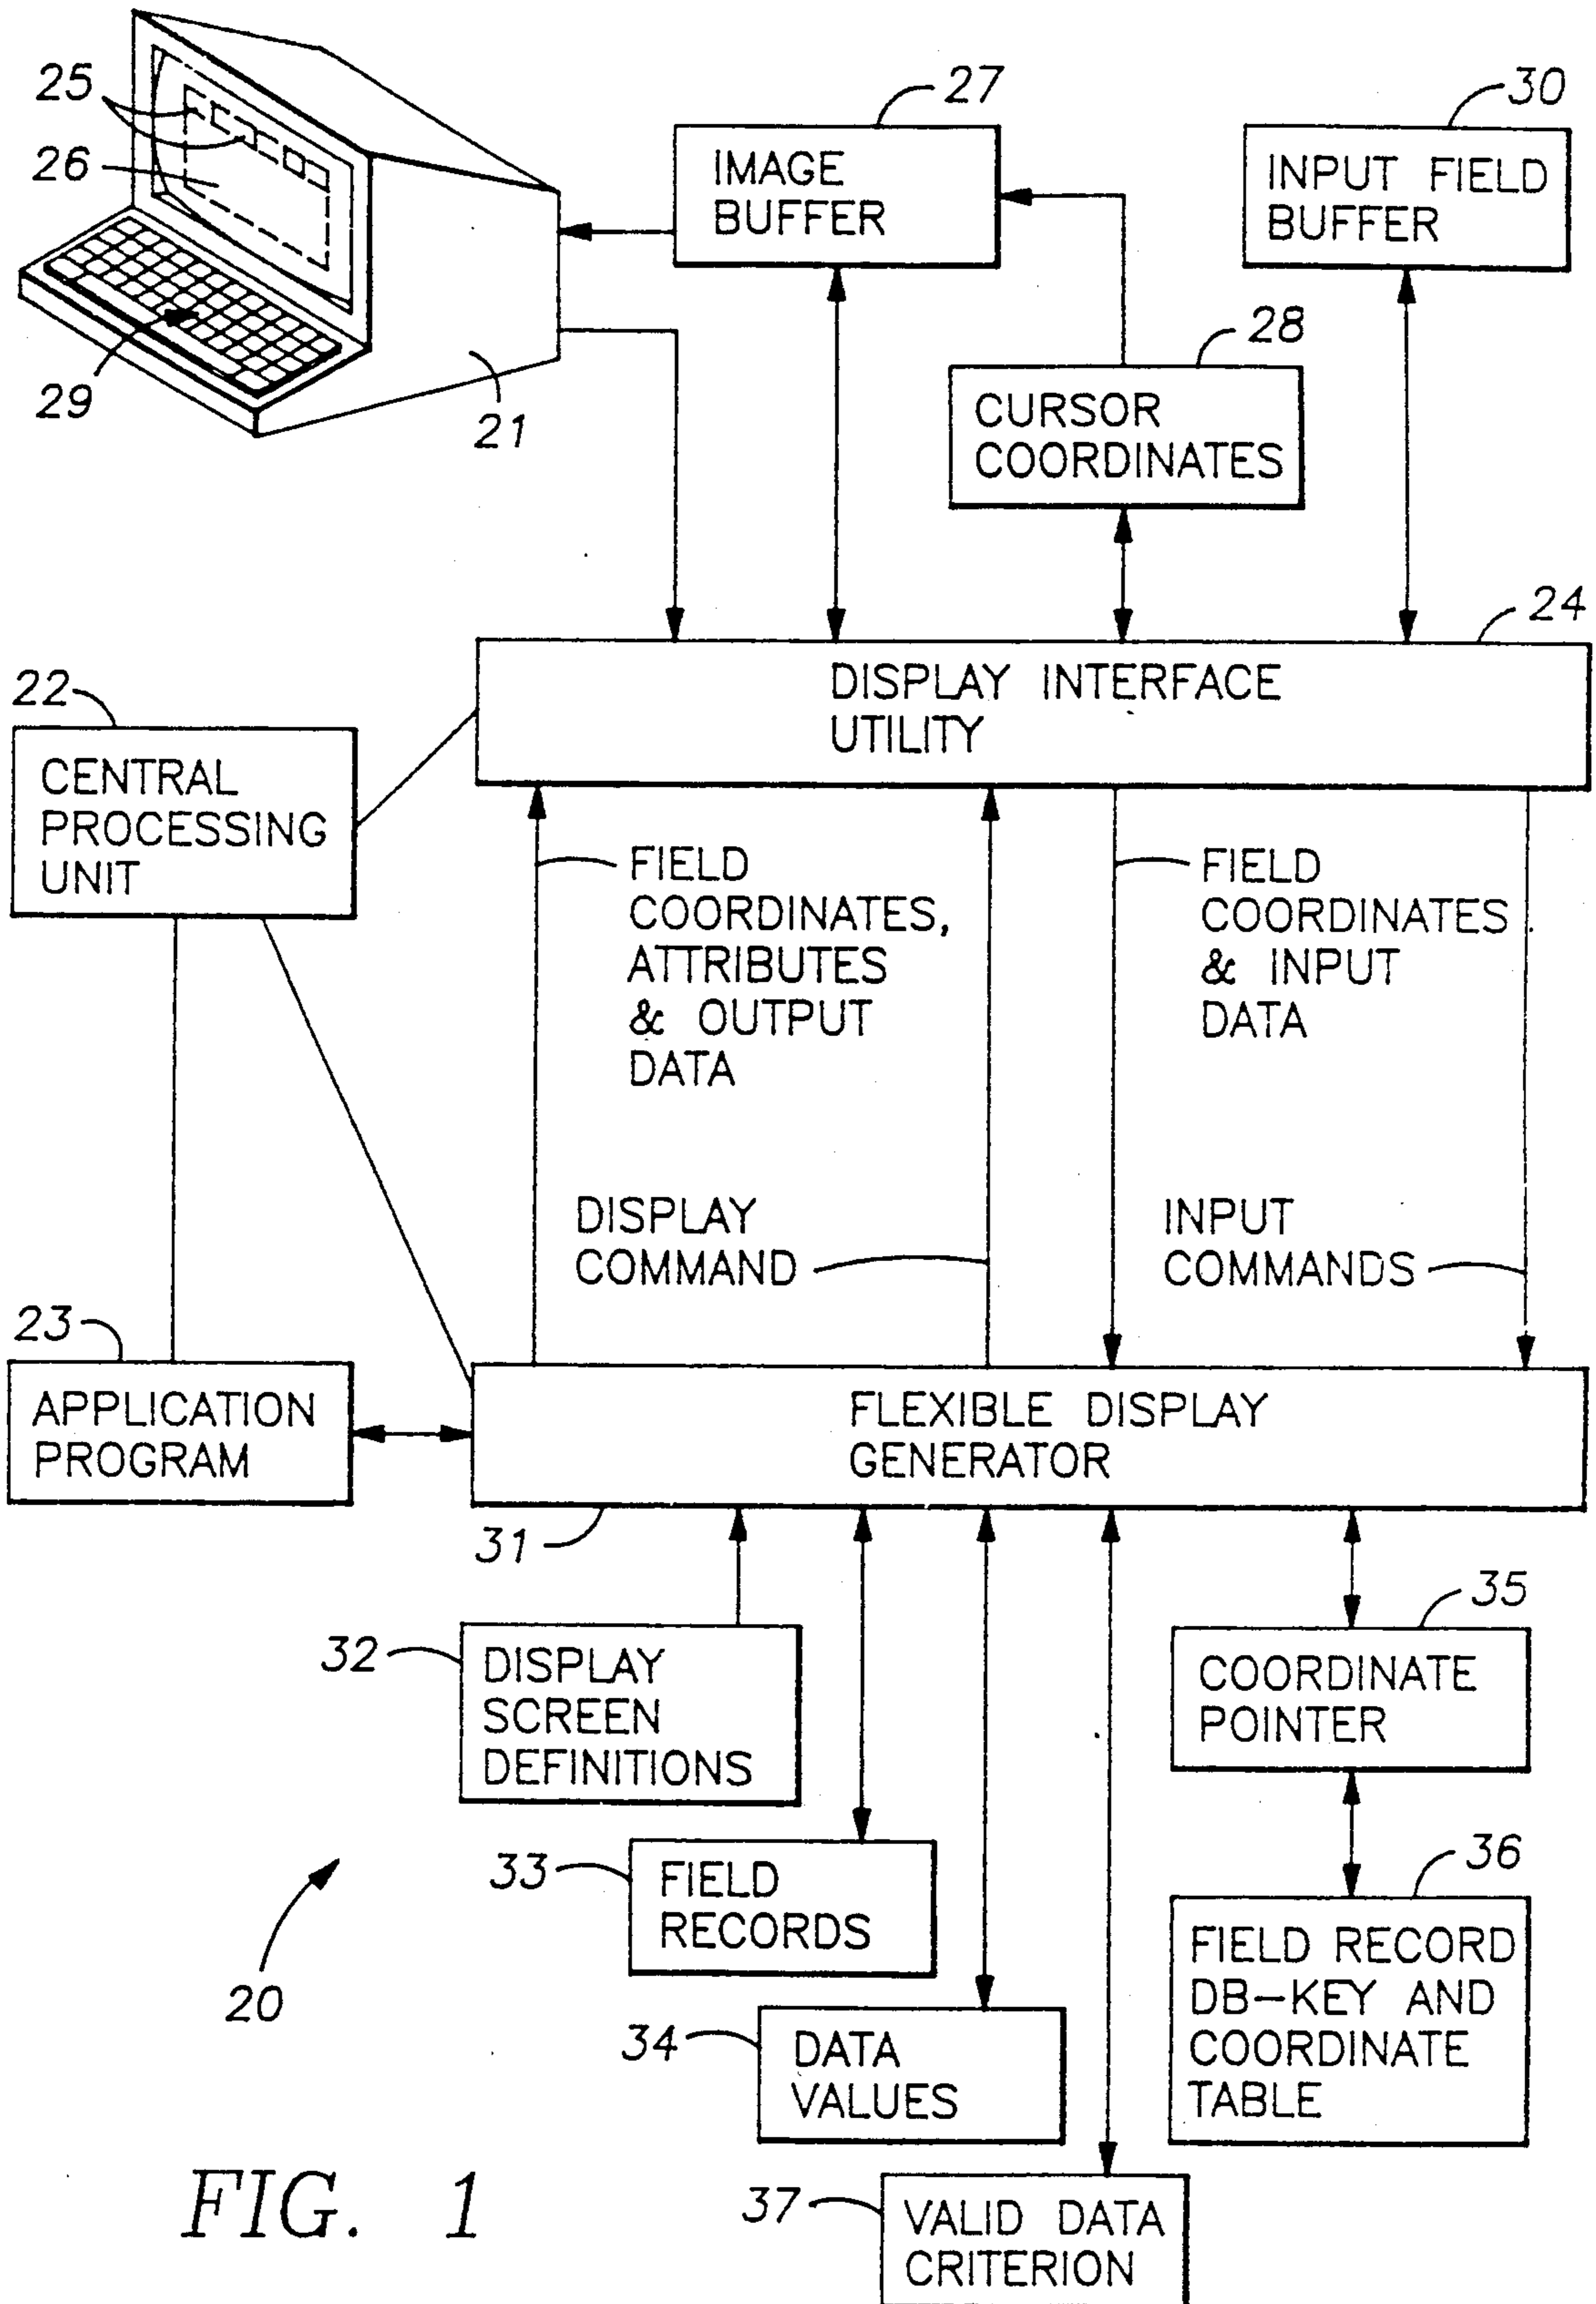 25
26
29
21
27
IMAGE
BUFFER
30
INPUT FIELD
BUFFER
28
CURSOR
COORDINATES
24
DISPLAY INTERFACE
UTILITY
22
CENTRAL
PROCESSING
UNIT
FIELD
COORDINATES,
ATTRIBUTES
& OUTPUT
DATA
FIELD
COORDINATES
& INPUT
DATA
DISPLAY
COMMAND
INPUT
COMMANDS
23
APPLICATION
PROGRAM
FLEXIBLE DISPLAY
GENERATOR
31
32
DISPLAY
SCREEN
DEFINITIONS
35
COORDINATE
POINTER
33
FIELD
RECORDS
36
FIELD RECORD
DB-KEY AND
COORDINATE
TABLE
20
34
DATA
VALUES
37
VALID DATA
CRITERION
FIG. 1